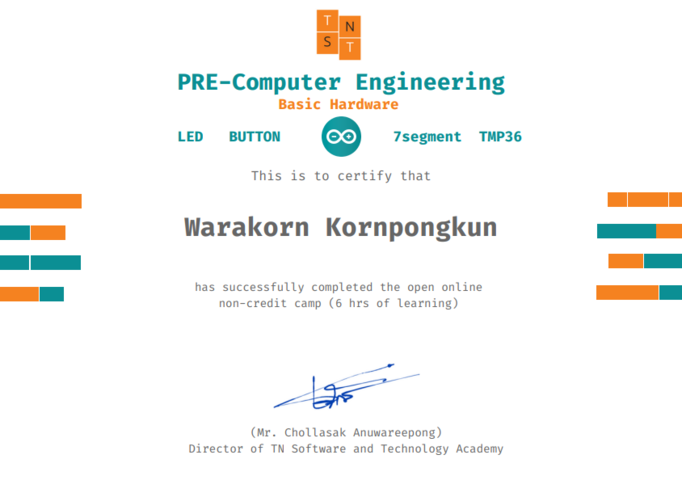 T N
S T
PRE-Computer Engineering
Basic Hardware
LED BUTTON 7segment TMP36
This is to certify that
Warakorn Kornpongkun
has successfully completed the open online
non-credit camp (6 hrs of learning)
(Mr. Chollasak Anuwareepong)
Director of TN Software and Technology Academy